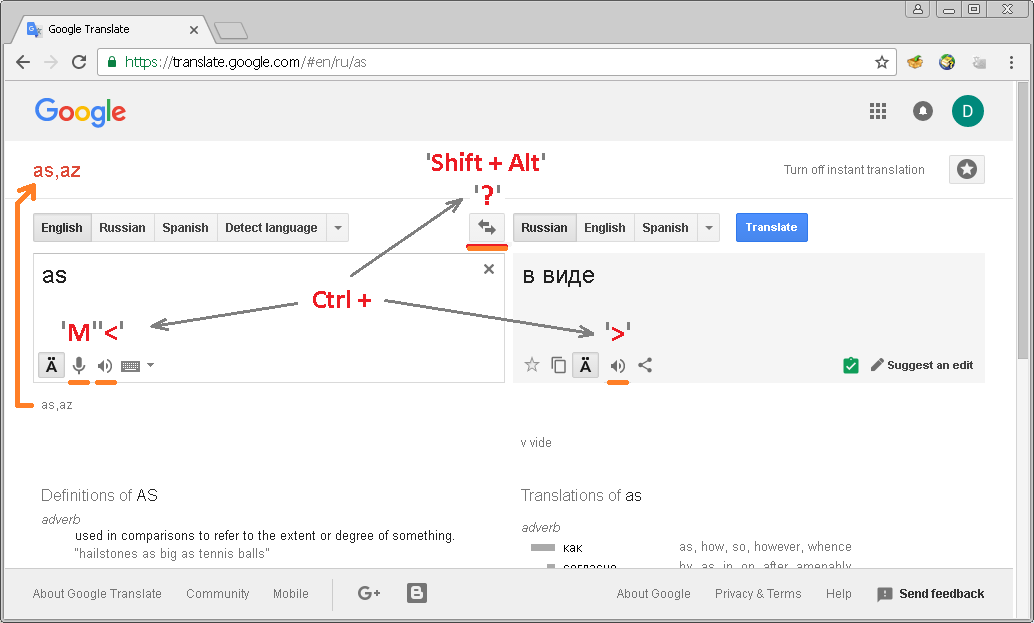 Google Translate
https://translate.google.com/#en/ru/as
Google
D
as,az
'Shift + Alt'
'?'
Turn off instant translation
English Russian Spanish Detect language
Russian English Spanish
Translate
as
в виде
Ctrl +
'M' '<'
'>'
Ä
Ä
Suggest an edit
as,az
v vide
Definitions of AS
adverb
used in comparisons to refer to the extent or degree of something.
"hailstones as big as tennis balls"
Translations of as
adverb
как
as, how, so, however, whence
согласно
by, as, in, on, after, amenably
About Google Translate Community Mobile G+ B
About Google Privacy & Terms Help Send feedback